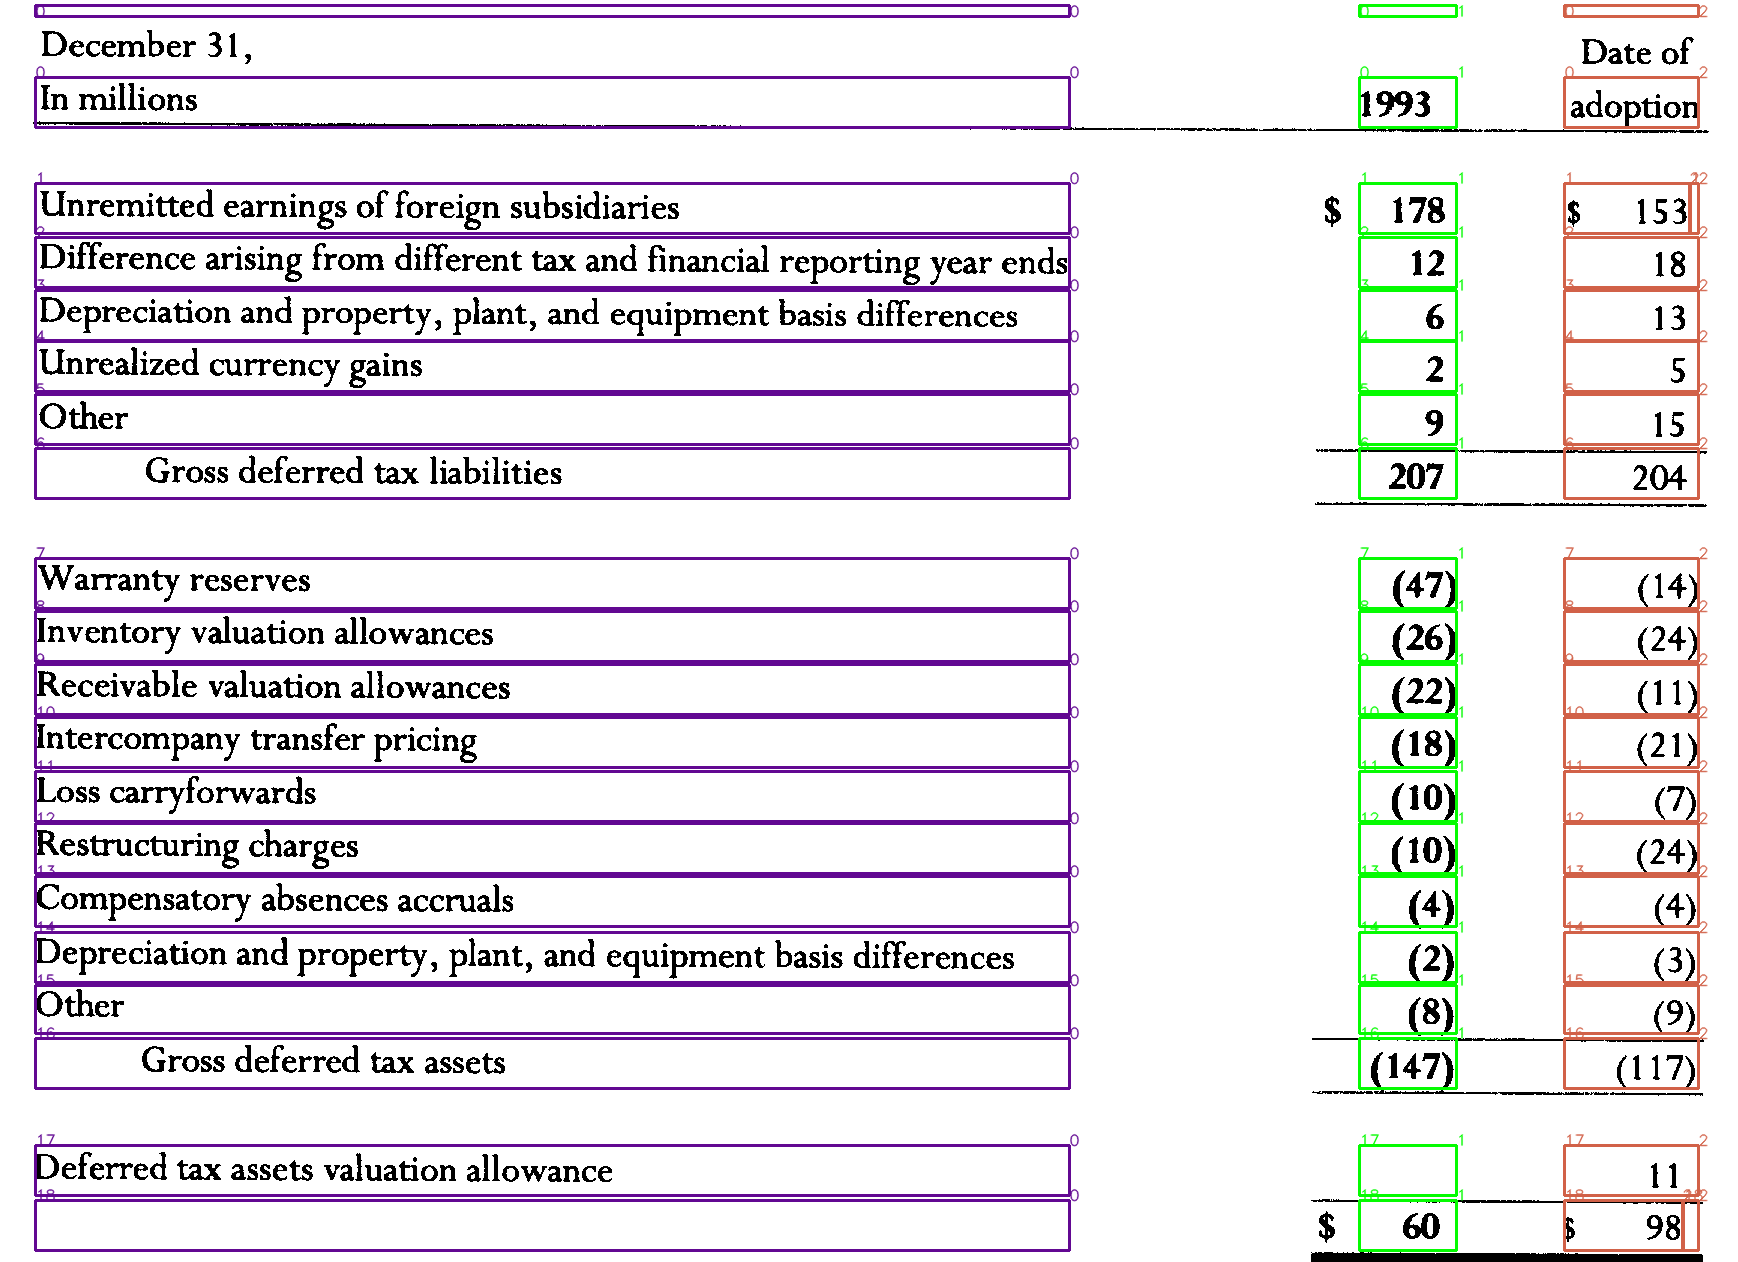 December 31, Date of
In millions 1993 adoption
Unremitted earnings of foreign subsidiaries $ 178 $ 153
Difference arising from different tax and financial reporting year ends 12 18
Depreciation and property, plant, and equipment basis differences 6 13
Unrealized currency gains 2 5
Other 9 15
Gross deferred tax liabilities 207 204
Warranty reserves (47) (14)
Inventory valuation allowances (26) (24)
Receivable valuation allowances (22) (11)
Intercompany transfer pricing (18) (21)
Loss carryforwards (10) (7)
Restructuring charges (10) (24)
Compensatory absences accruals (4) (4)
Depreciation and property, plant, and equipment basis differences (2) (3)
Other (8) (9)
Gross deferred tax assets (147) (117)
Deferred tax assets valuation allowance 11
$ 60 $ 98